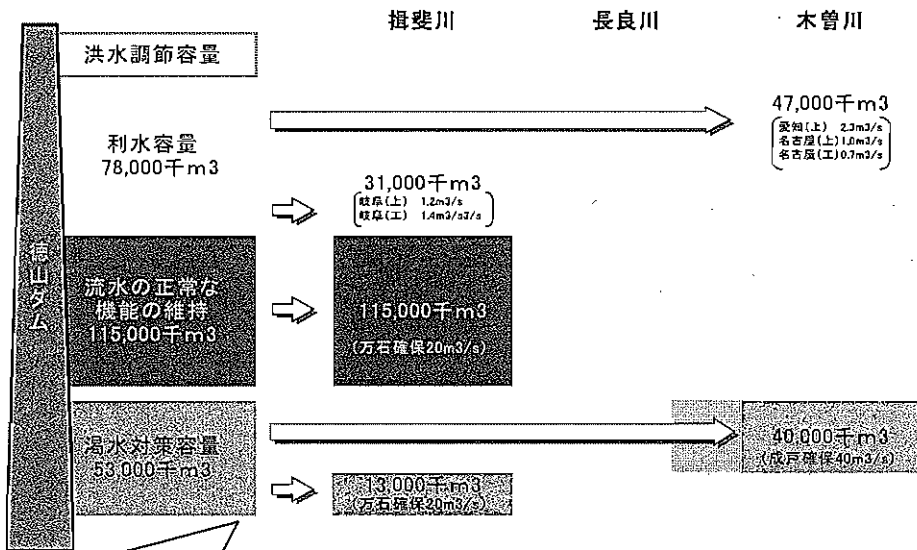 揖斐川
長良川
木曽川
洪水調節容量
利水容量
78,000千m3
47,000千m3
愛知(上) 2.3m3/s
名古屋(上)1.0m3/s
名古屋(工)0.7m3/s
31,000千m3
岐阜(上) 1.2m3/s
岐阜(工) 1.4m3/s3/s
徳山ダム
流水の正常な
機能の維持
115,000千m3
115,000千m3
(万石確保20m3/s)
渇水対策容量
53,000千m3
40,000千m3
(成戸確保40m3/s)
13,000千m3
(万石確保20m3/s)